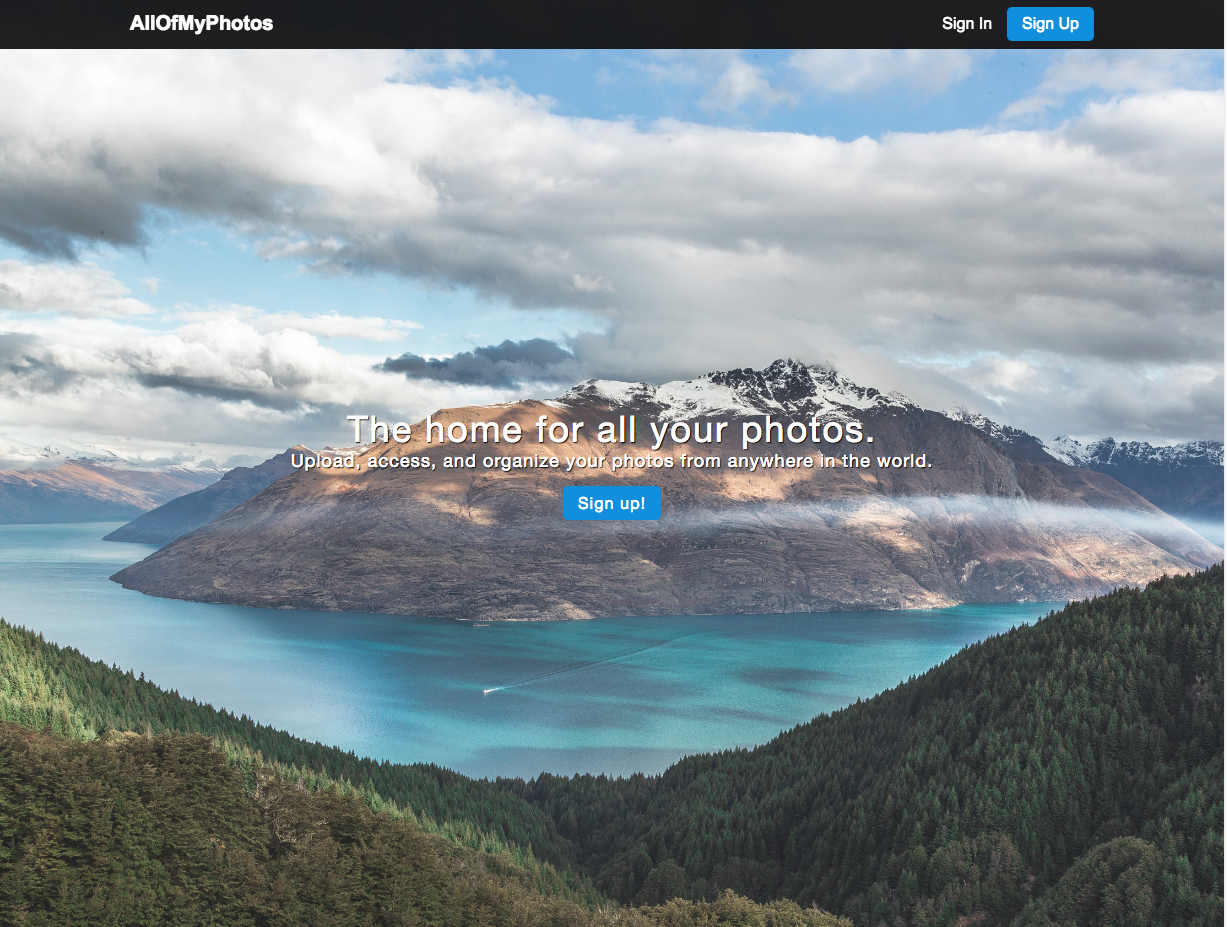 AllOfMyPhotos
Sign In
Sign Up
The home for all your photos.
Upload, access, and organize your photos from anywhere in the world.
Sign up!